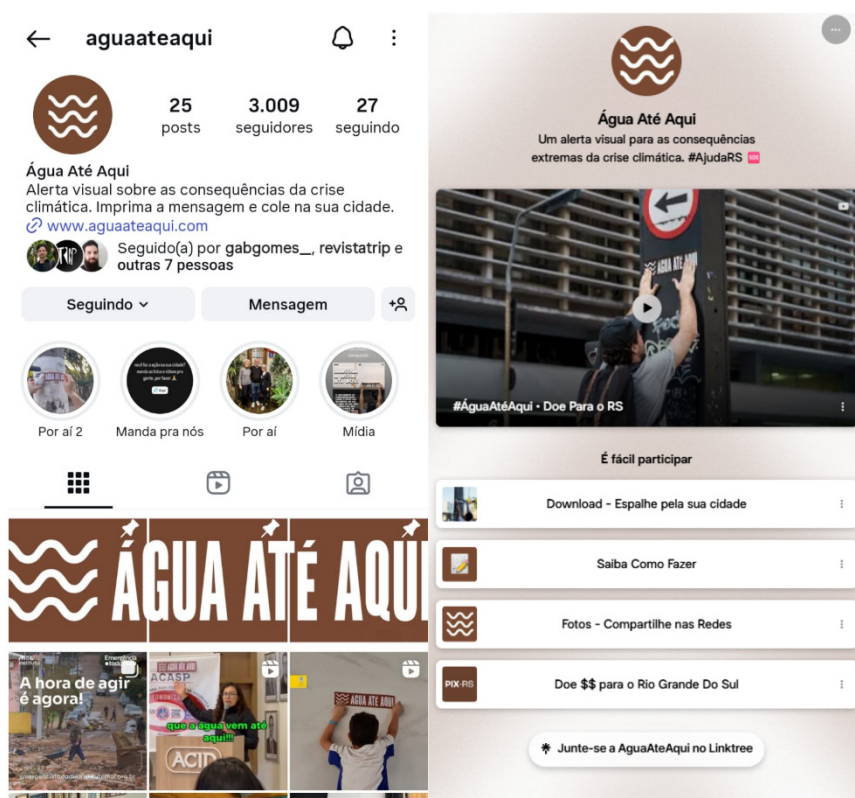 aguaateaqui
25
posts
3.009
seguidores
27
seguindo
Água Até Aqui
Alerta visual sobre as consequências da crise
climática. Imprima a mensagem e cole na sua cidade.
www.aguaateaqui.com
Seguido(a) por gabgomes__, revistatrip e
outras 7 pessoas
Seguindo
Mensagem
Por aí 2
Manda pra nós
Por aí
Mídia
ÁGUA ATÉ AQUI
A hora de agir
é agora!
ÁGUA ATÉ AQUI
ACASP
que a água vem até
aqui!!!
ACID
ÁGUA ATÉ AQUI
Água Até Aqui
Um alerta visual para as consequências
extremas da crise climática. #AjudaRS
ÁGUA ATÉ AQUI
#ÁguaAtéAqui • Doe Para o RS
É fácil participar
Download - Espalhe pela sua cidade
Saiba Como Fazer
Fotos - Compartilhe nas Redes
PIX-RS
Doe $$ para o Rio Grande Do Sul
Junte-se a AguaAteAqui no Linktree